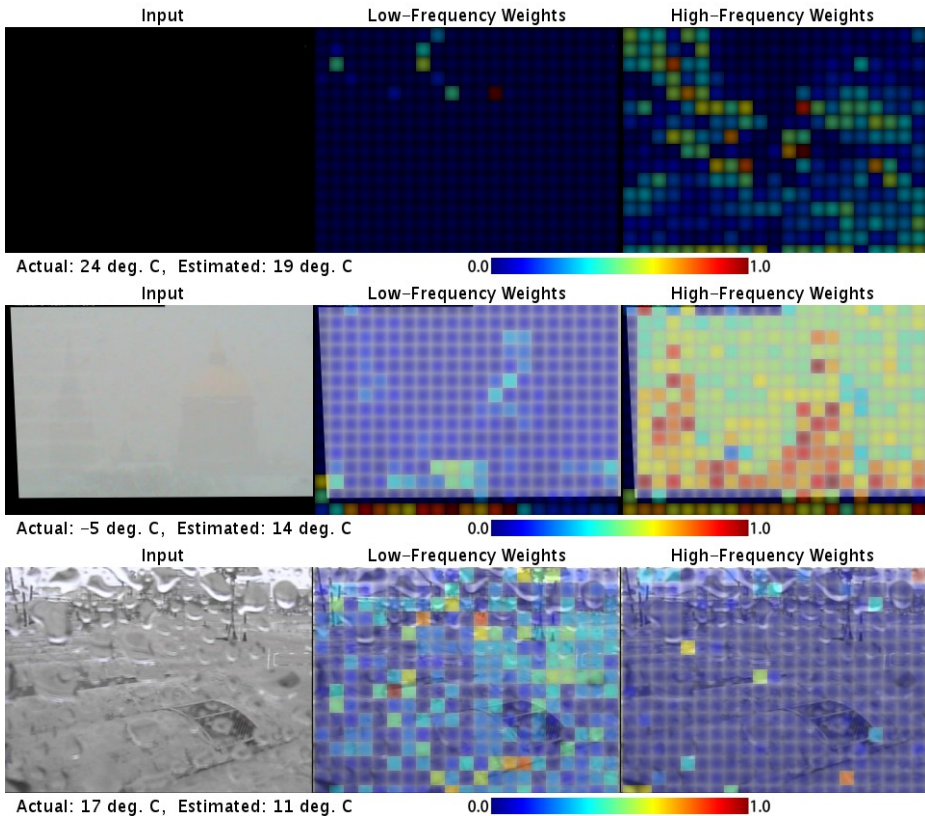 Input Low−Frequency Weights High−Frequency Weights
Actual: 24 deg. C, Estimated: 19 deg. C 0.0 1.0
Input Low−Frequency Weights High−Frequency Weights
Actual: −5 deg. C, Estimated: 14 deg. C 0.0 1.0
Input Low−Frequency Weights High−Frequency Weights
Actual: 17 deg. C, Estimated: 11 deg. C 0.0 1.0